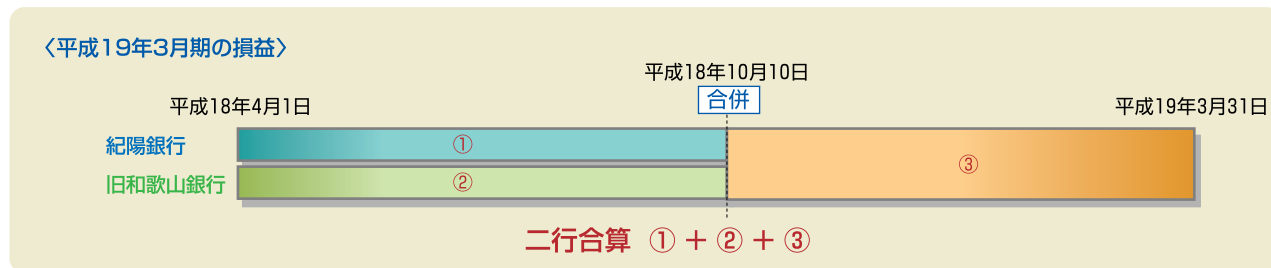 〈平成19年3月期の損益〉
平成18年10月10日
合併
平成18年4月1日
平成19年3月31日
紀陽銀行
①
③
旧和歌山銀行
②
二行合算 ① + ② + ③